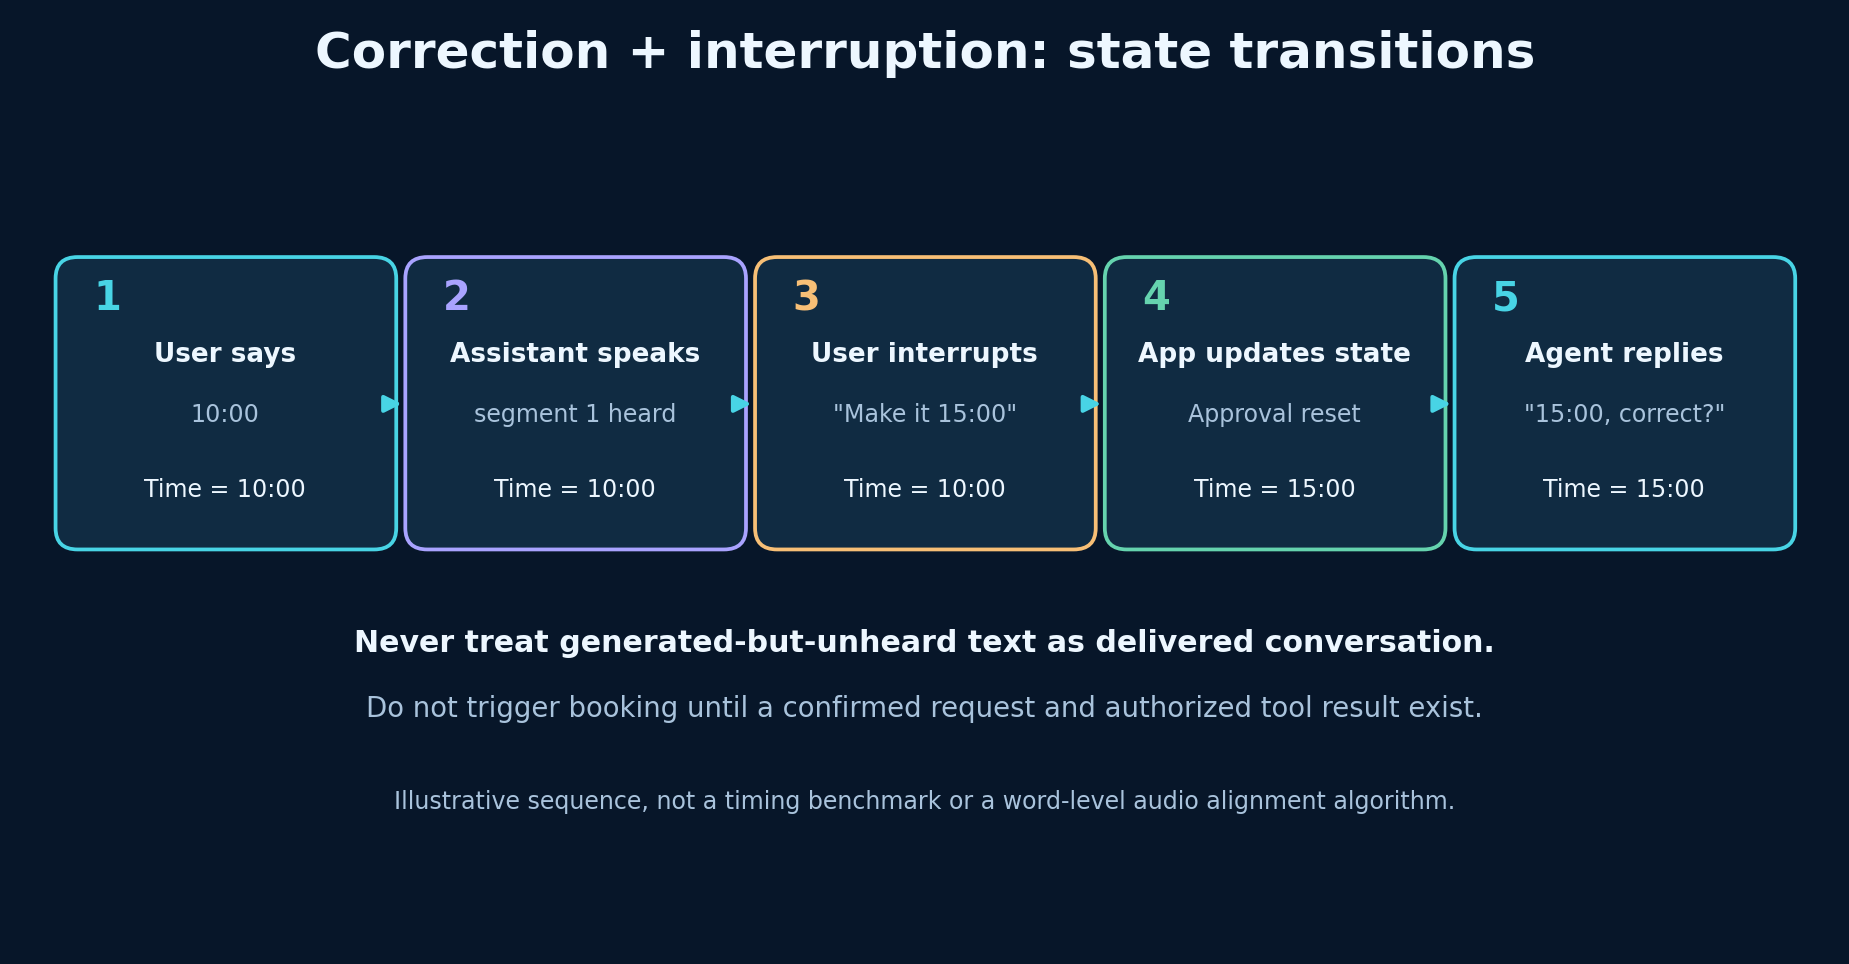 Correction + interruption: state transitions
1
User says
10:00
Time = 10:00
2
Assistant speaks
segment 1 heard
Time = 10:00
3
User interrupts
"Make it 15:00"
Time = 10:00
4
App updates state
Approval reset
Time = 15:00
5
Agent replies
"15:00, correct?"
Time = 15:00
Never treat generated-but-unheard text as delivered conversation.
Do not trigger booking until a confirmed request and authorized tool result exist.
Illustrative sequence, not a timing benchmark or a word-level audio alignment algorithm.